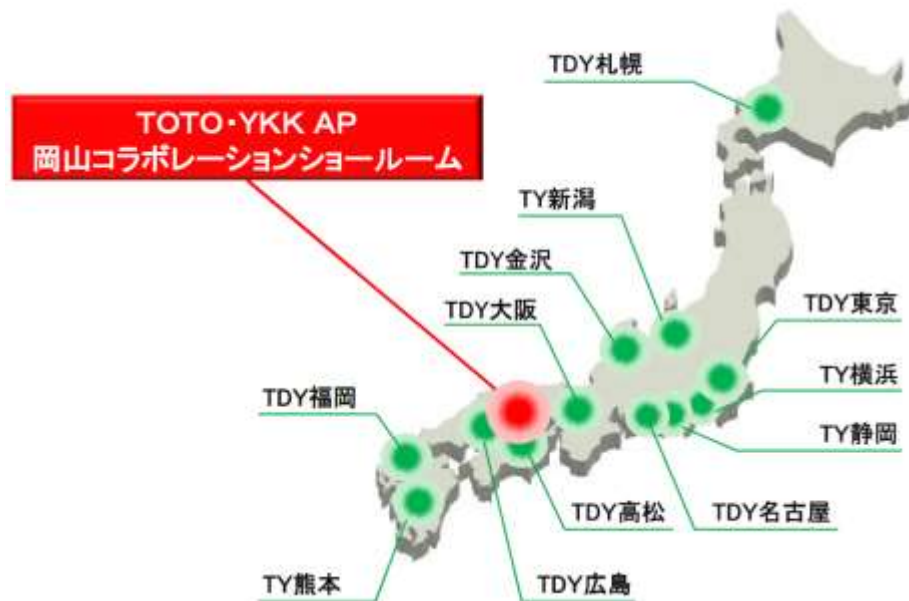 TDY札幌
TOTO・YKK AP
岡山コラボレーションショールーム
TY新潟
TDY金沢
TDY大阪
TDY東京
TY横浜
TDY福岡
TY静岡
TDY高松
TDY名古屋
TY熊本
TDY広島